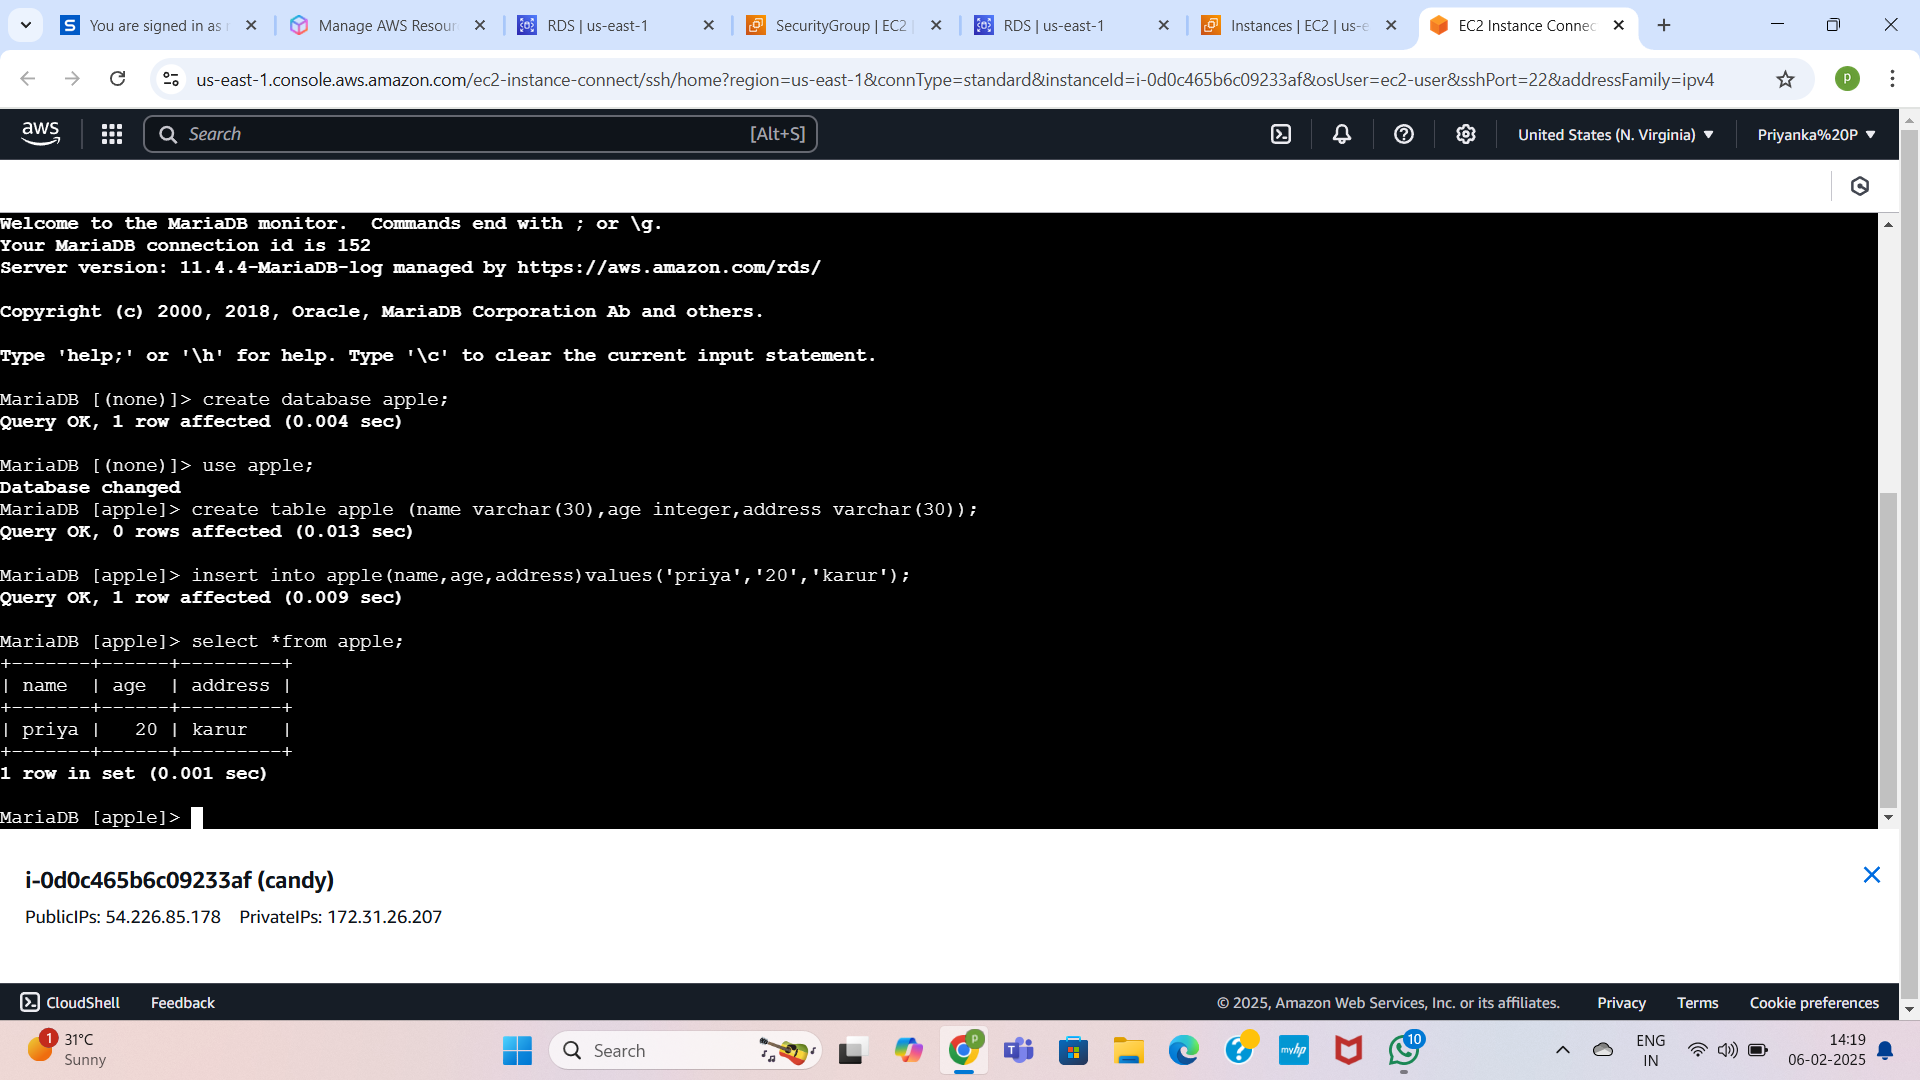 You are signed in as
Manage AWS Resour
RDS | us-east-1
SecurityGroup | EC2
RDS | us-east-1
Instances | EC2 | us-e
EC2 Instance Connec
us-east-1.console.aws.amazon.com/ec2-instance-connect/ssh/home?region=us-east-1&connType=standard&instanceId=i-0d0c465b6c09233af&osUser=ec2-user&sshPort=22&addressFamily=ipv4
P
aws
Search
[Alt+S]
United States (N. Virginia)
Priyanka%20P
Welcome to the MariaDB monitor.  Commands end with ; or \g.
Your MariaDB connection id is 152
Server version: 11.4.4-MariaDB-log managed by https://aws.amazon.com/rds/
Copyright (c) 2000, 2018, Oracle, MariaDB Corporation Ab and others.
Type 'help;' or '\h' for help. Type '\c' to clear the current input statement.
MariaDB [(none)]> create database apple;
Query OK, 1 row affected (0.004 sec)
MariaDB [(none)]> use apple;
Database changed
MariaDB [apple]> create table apple (name varchar(30),age integer,address varchar(30));
Query OK, 0 rows affected (0.013 sec)
MariaDB [apple]> insert into apple(name,age,address)values('priya','20','karur');
Query OK, 1 row affected (0.009 sec)
MariaDB [apple]> select *from apple;
+-------+------+---------+
| name  | age  | address |
+-------+------+---------+
| priya |   20 | karur   |
+-------+------+---------+
1 row in set (0.001 sec)
MariaDB [apple]>
i-0d0c465b6c09233af (candy)
PublicIPs: 54.226.85.178 PrivateIPs: 172.31.26.207
CloudShell
Feedback
© 2025, Amazon Web Services, Inc. or its affiliates.
Privacy
Terms
Cookie preferences
1
31°C
Sunny
Search
P
myhp
10
ENG
IN
14:19
06-02-2025